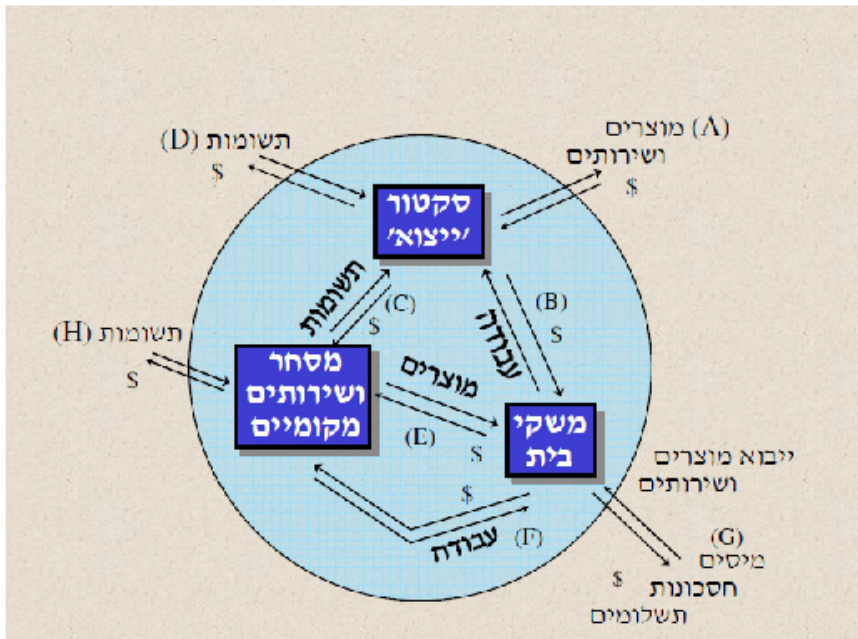 תשומות (D)
$
(A) מוצרים
ושירותים
$
סקטור
'ייצוא'
תשומות
(C)
$
(B)
$
עבודה
תשומות (H)
$
מסחר
ושירותים
מקומיים
מוצרים
(E)
$
משקי
בית
$
עבודה
(F)
ייבוא מוצרים
ושירותים
(G)
מיסים
$
חסכונות
תשלומים